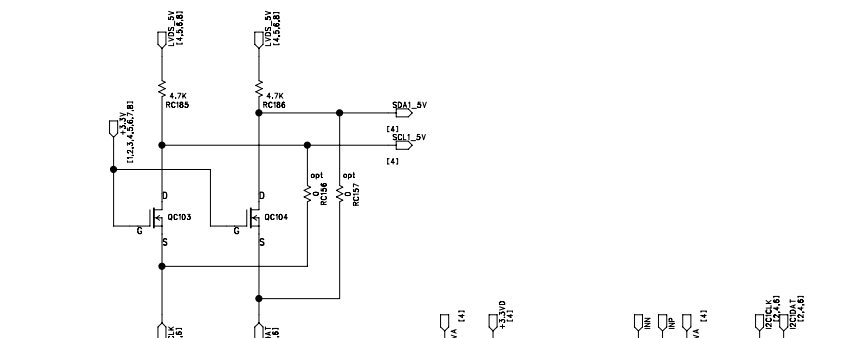 LVDS_5V
[4,5,6,8]
LVDS_5V
[4,5,6,8]
4.7K
RC185
4.7K
RC186
SDA1_5V
[4]
SCL1_5V
[4]
+3.3V
[1,2,3,4,5,6,7,8]
opt
0
RC156
opt
0
RC157
D
D
QC103
QC104
G
G
S
S
[4]
+3.3VD
[4]
INN
INP
[4]
I2C1CLK
[2,4,6]
I2C1DAT
[2,4,6]